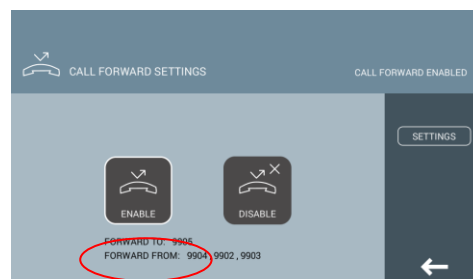 CALL FORWARD SETTINGS
CALL FORWARD ENABLED
SETTINGS
ENABLE
DISABLE
FORWARD TO: 9905
FORWARD FROM: 9904, 9902 , 9903